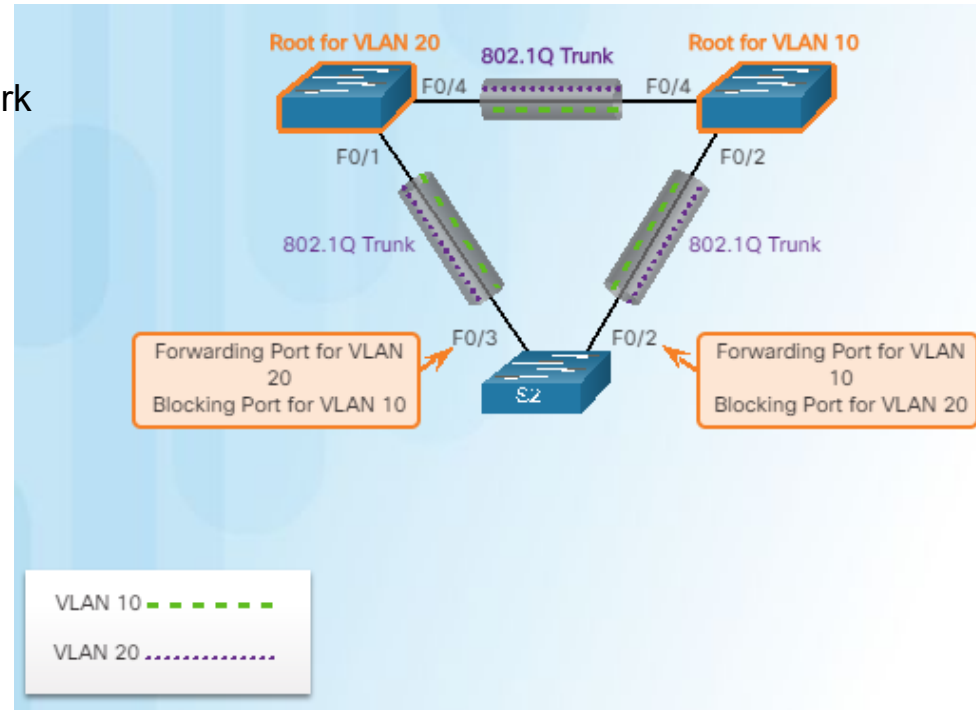 Root for VLAN 20
802.1Q Trunk
Root for VLAN 10
rk
F0/4
F0/4
F0/1
F0/2
802.1Q Trunk
802.1Q Trunk
F0/3
F0/2
Forwarding Port for VLAN
20
Blocking Port for VLAN 10
S2
Forwarding Port for VLAN
10
Blocking Port for VLAN 20
VLAN 10
VLAN 20